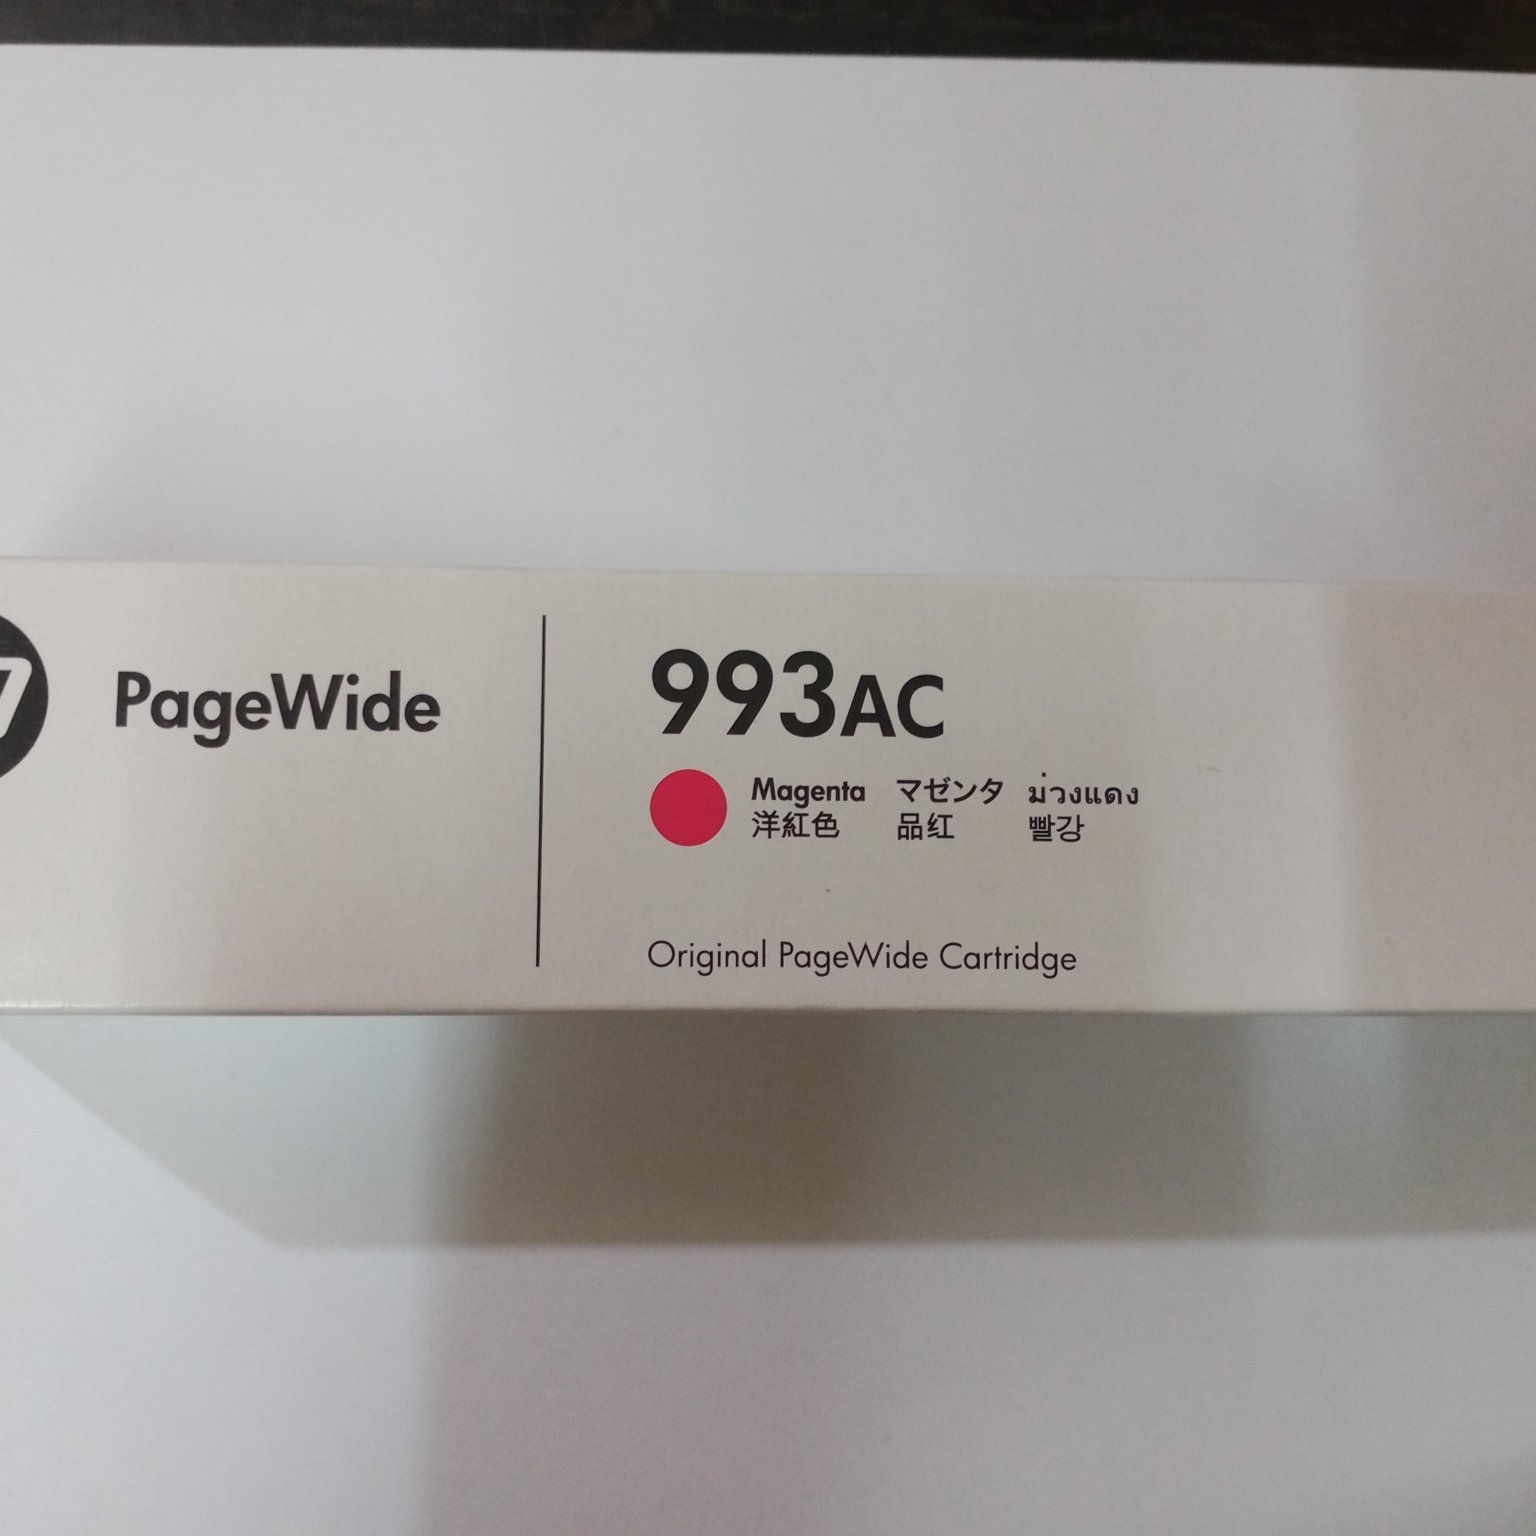 PageWide
993AC
Magenta マゼンタ ม่วงแดง
洋紅色 品红 빨강
Original PageWide Cartridge